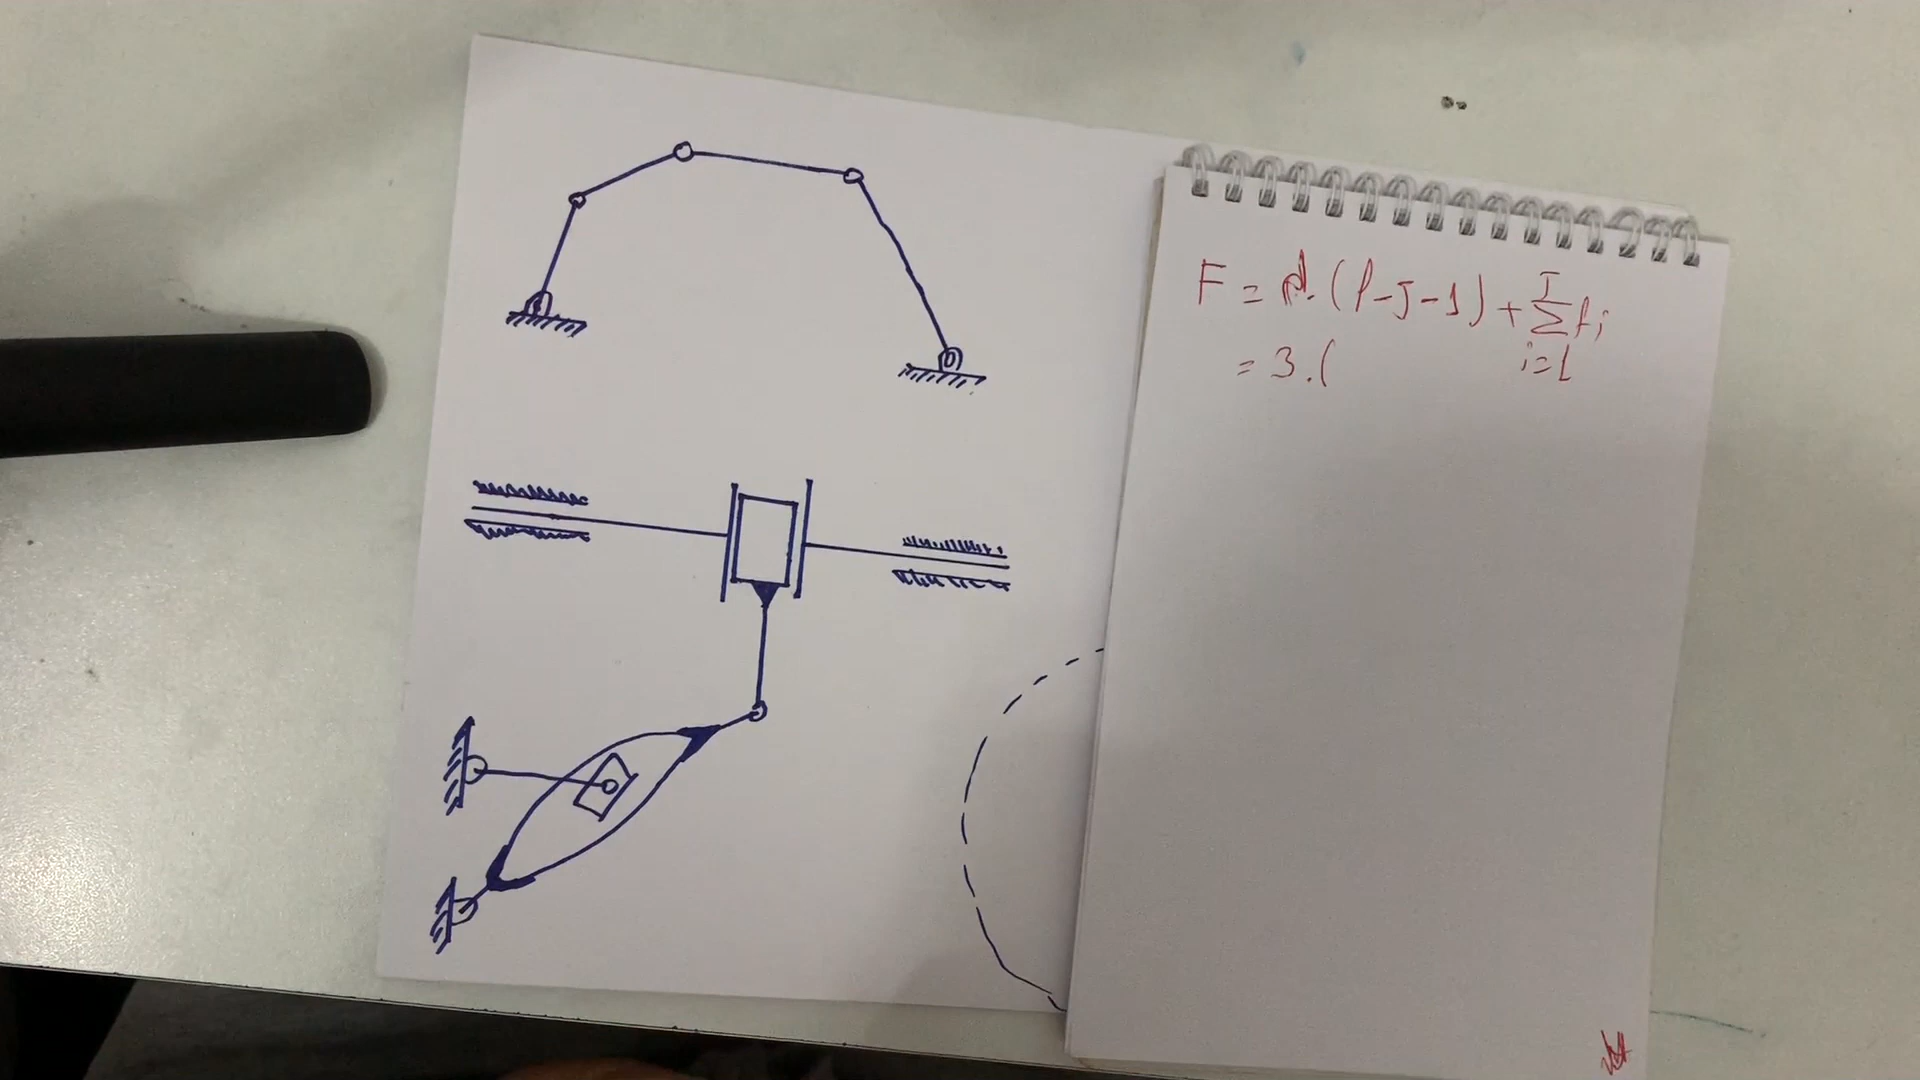 F = d.(l-j-1) + J∑i=1 fi
= 3.(